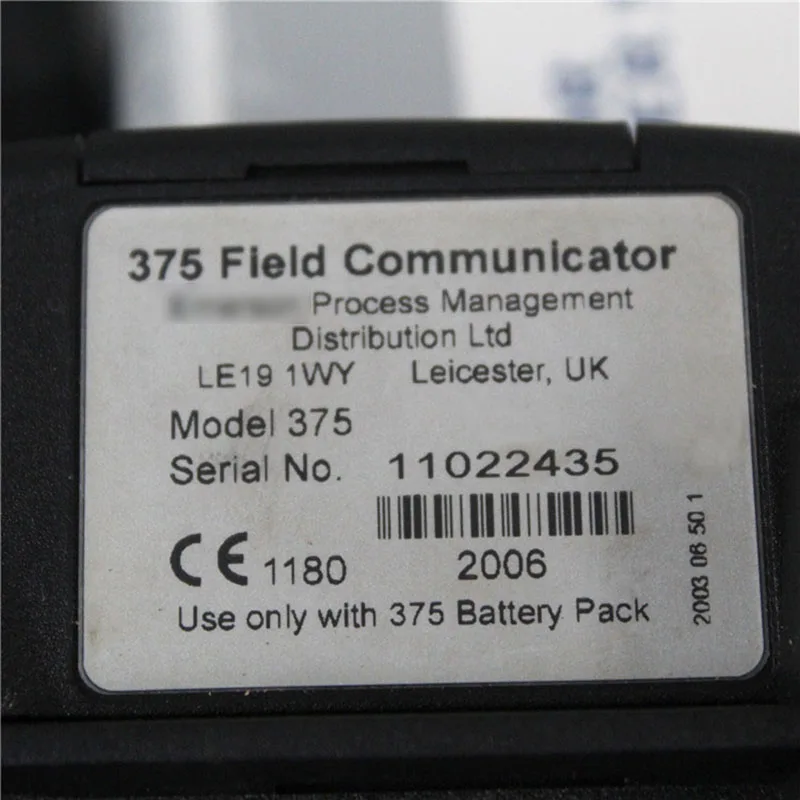 375 Field Communicator
Process Management
Distribution Ltd
LE19 1WY Leicester, UK
Model 375
Serial No. 11022435
CE 1180 2006
Use only with 375 Battery Pack
2003 06 50 1